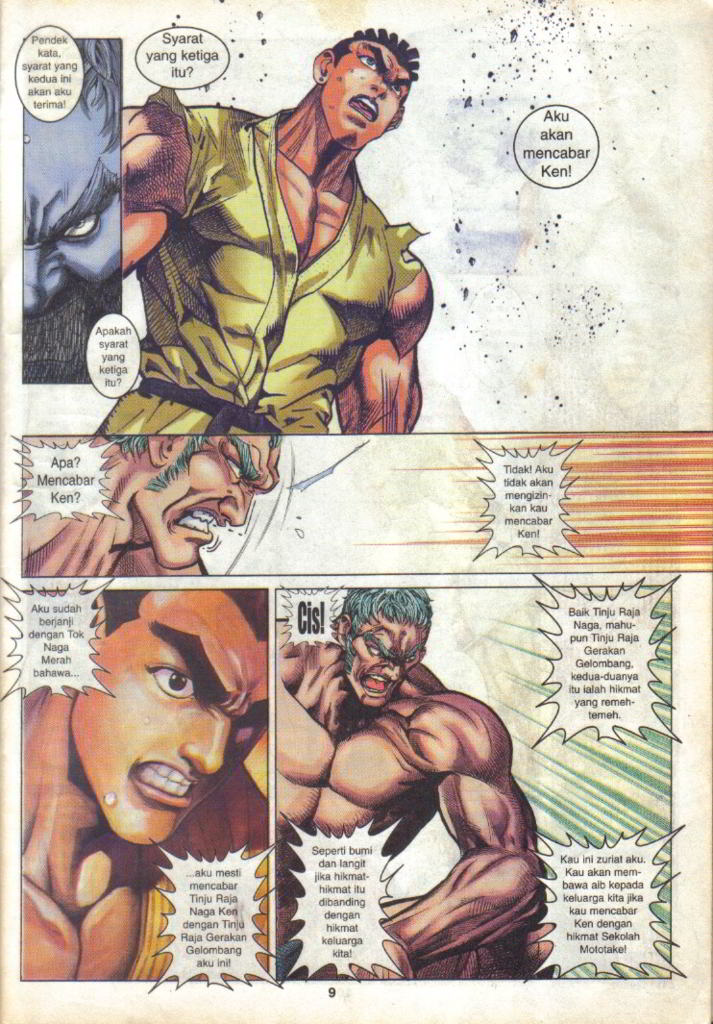 Pendek
kata,
syarat yang
kedua ini
akan aku
terima!
Syarat
yang ketiga
itu?
Aku
akan
mencabar
Ken!
Apakah
syarat
yang
ketiga
itu?
Apa?
Mencabar
Ken?
Tidak! Aku
tidak akan
mengizin-
kan kau
mencabar
Ken!
Aku sudah
berjanji
dengan Tok
Naga
Merah
bahawa...
...aku mesti
mencabar
Tinju Raja
Naga Ken
dengan Tinju
Raja Gerakan
Gelombang
aku ini!
Cis!
Baik Tinju Raja
Naga, mahu-
pun Tinju Raja
Gerakan
Gelombang,
kedua-duanya
itu ialah hikmat
yang remeh-
temeh.
Seperti bumi
dan langit
jika hikmat-
hikmat itu
dibanding
dengan
hikmat
keluarga
kita!
Kau ini zuriat aku.
Kau akan mem-
bawa aib kepada
keluarga kita jika
kau mencabar
Ken dengan
hikmat Sekolah
Mototake!
9